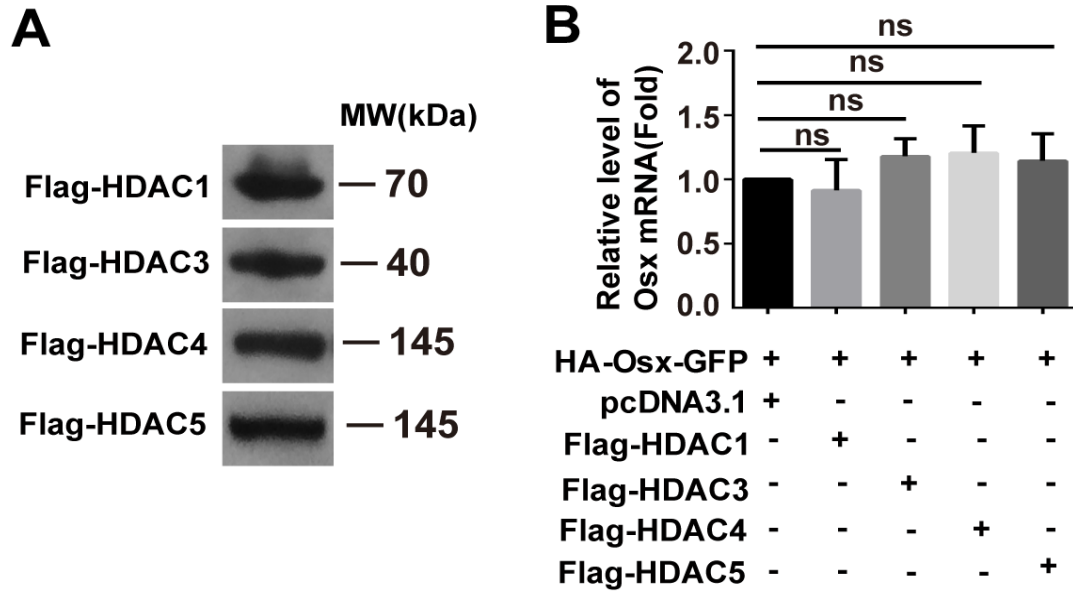 A
MW(kDa)
Flag-HDAC1 — 70
Flag-HDAC3 — 40
Flag-HDAC4 — 145
Flag-HDAC5 — 145
B
Relative level of
Osx mRNA(Fold)
2.0
1.5
1.0
0.5
0.0
ns
ns
ns
ns
HA-Osx-GFP + + + + +
pcDNA3.1 + - - - -
Flag-HDAC1 - + - - -
Flag-HDAC3 - - + - -
Flag-HDAC4 - - - + -
Flag-HDAC5 - - - - +